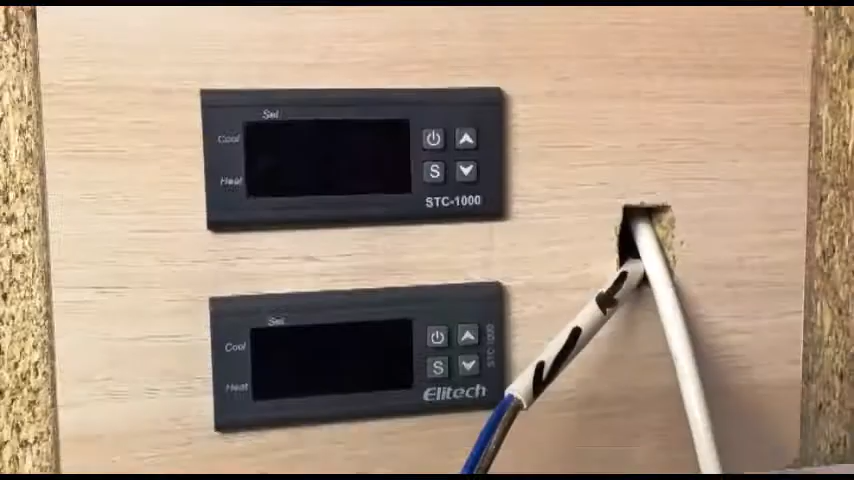 Set
Cool
Heat
S
STC-1000
Set
Cool
Heat
S
STC-1000
Elitech